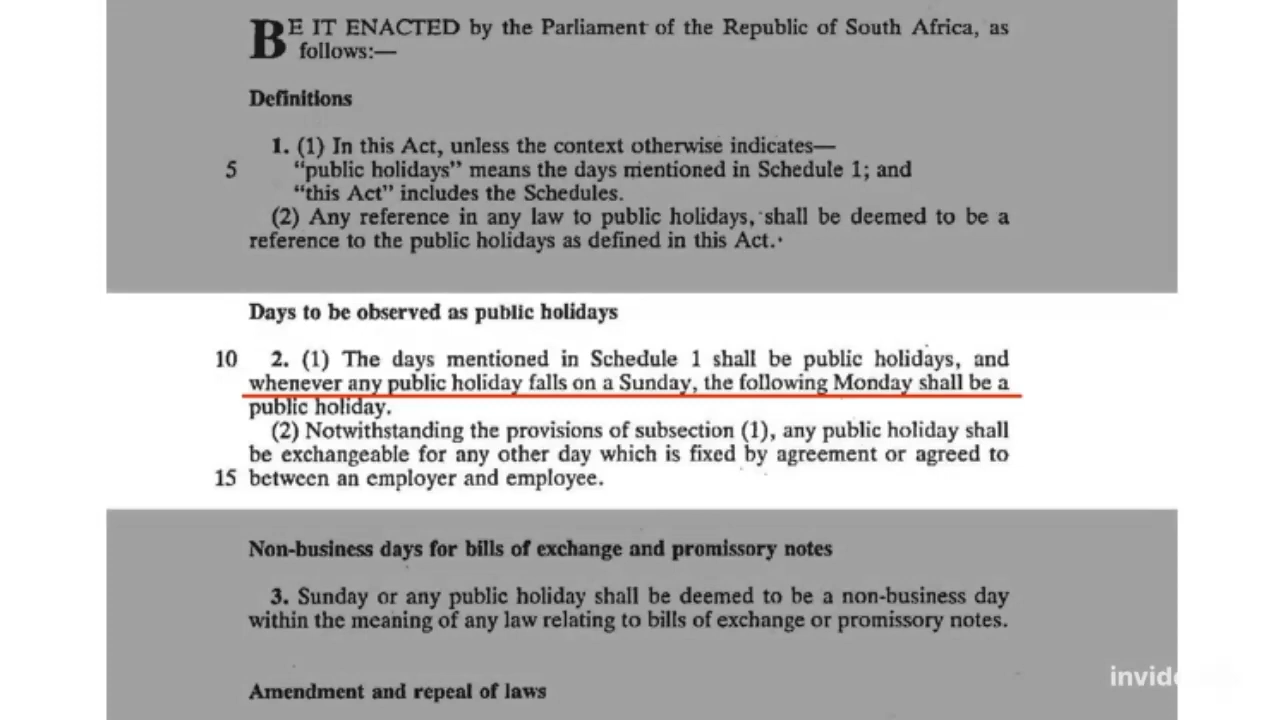 BE IT ENACTED by the Parliament of the Republic of South Africa, as
follows:—
Definitions
1. (1) In this Act, unless the context otherwise indicates—
5 “public holidays” means the days mentioned in Schedule 1; and
“this Act” includes the Schedules.
(2) Any reference in any law to public holidays, shall be deemed to be a
reference to the public holidays as defined in this Act.
Days to be observed as public holidays
10 2. (1) The days mentioned in Schedule 1 shall be public holidays, and
whenever any public holiday falls on a Sunday, the following Monday shall be a
public holiday.
(2) Notwithstanding the provisions of subsection (1), any public holiday shall
be exchangeable for any other day which is fixed by agreement or agreed to
15 between an employer and employee.
Non-business days for bills of exchange and promissory notes
3. Sunday or any public holiday shall be deemed to be a non-business day
within the meaning of any law relating to bills of exchange or promissory notes.
Amendment and repeal of laws